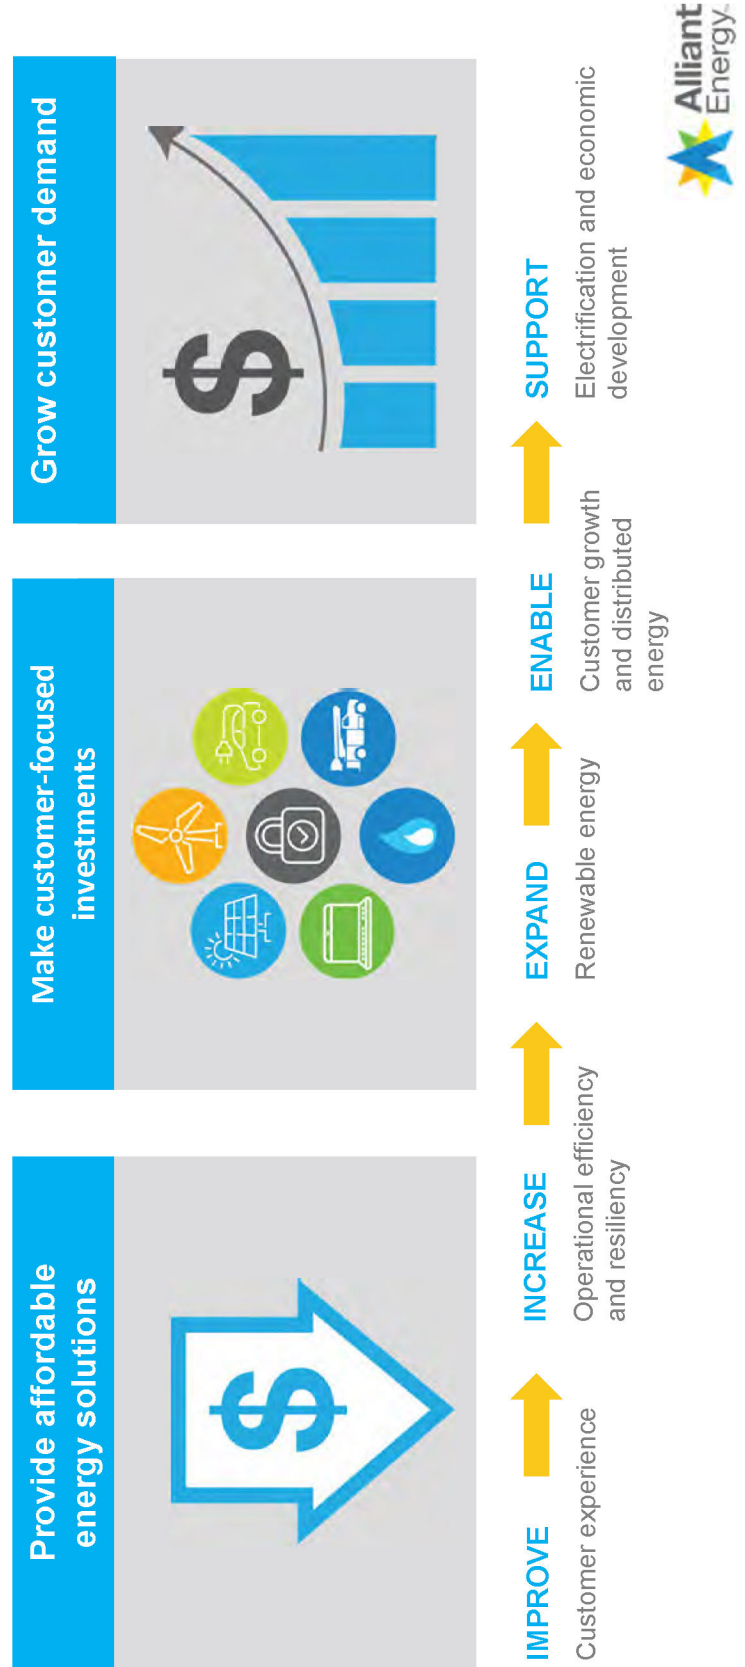 Provide affordable
energy solutions
Make customer-focused
investments
Grow customer demand
$
$
IMPROVE
Customer experience
INCREASE
Operational efficiency
and resiliency
EXPAND
Renewable energy
ENABLE
Customer growth
and distributed
energy
SUPPORT
Electrification and economic
development
Alliant
Energy